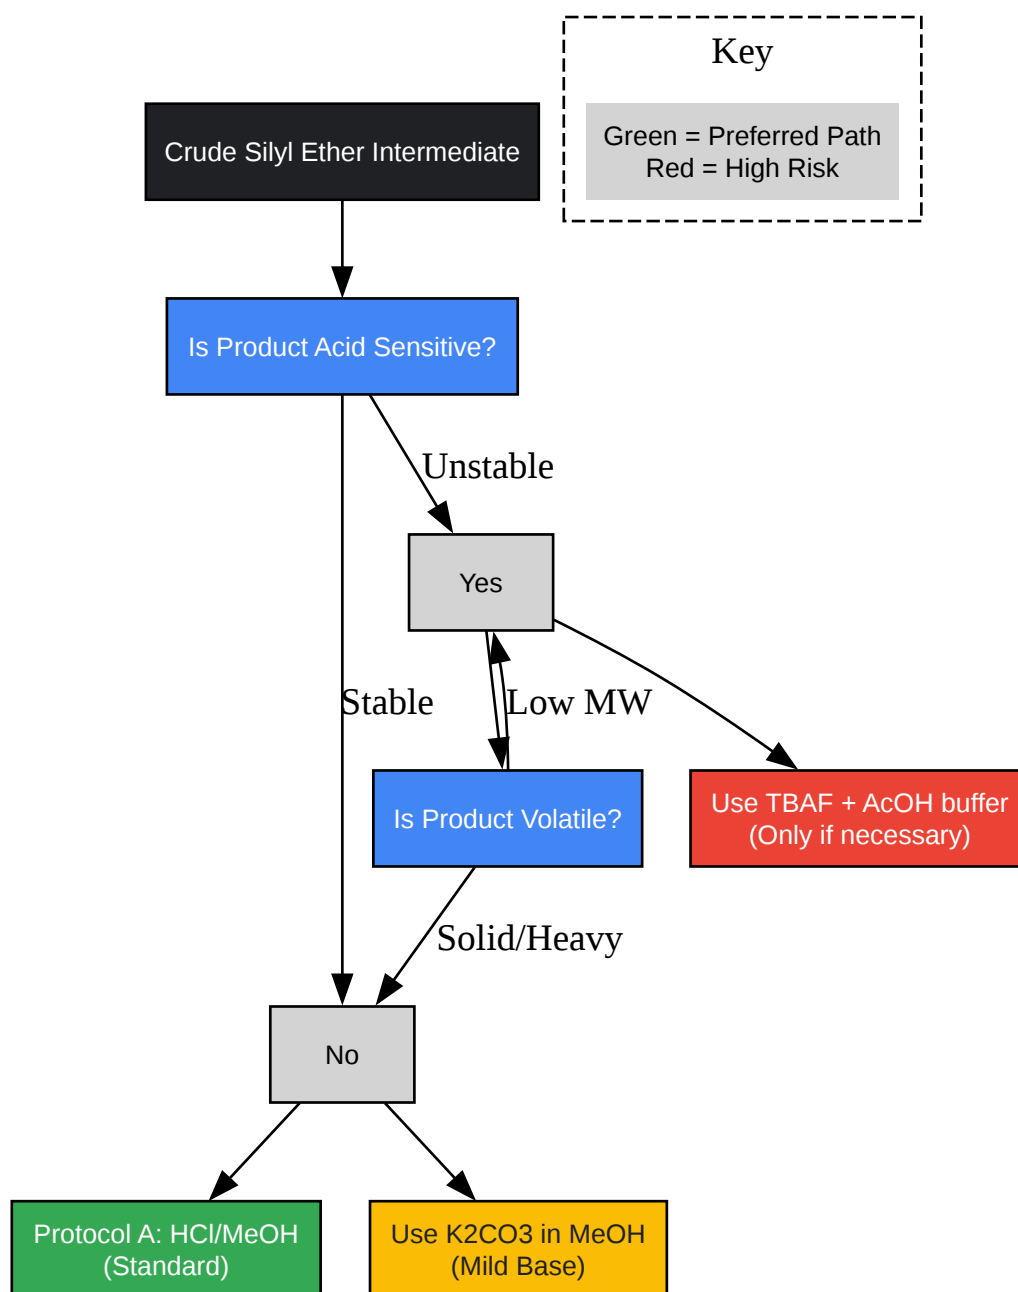 Key
Green = Preferred Path
Red = High Risk
Crude Silyl Ether Intermediate
Is Product Acid Sensitive?
Unstable
Yes
Stable
Low MW
Is Product Volatile?
Use TBAF + AcOH buffer
(Only if necessary)
Solid/Heavy
No
Protocol A: HCl/MeOH
(Standard)
Use K2CO3 in MeOH
(Mild Base)